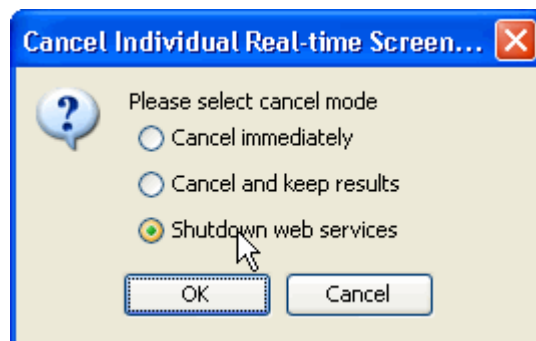 Cancel Individual Real-time Screen...
Please select cancel mode
Cancel immediately
Cancel and keep results
Shutdown web services
OK Cancel